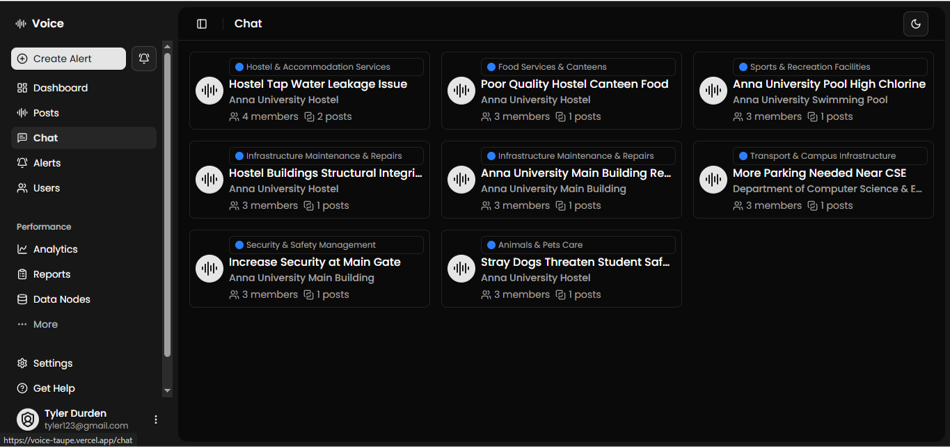 Voice
Chat
Create Alert
Dashboard
Posts
Chat
Alerts
Users
Performance
Analytics
Reports
Data Nodes
More
Settings
Get Help
Tyler Durden
tyler123@gmail.com
https://voice-taupe.vercel.app/chat
Hostel & Accommodation Services
Hostel Tap Water Leakage Issue
Anna University Hostel
4 members 2 posts
Food Services & Canteens
Poor Quality Hostel Canteen Food
Anna University Hostel
3 members 1 posts
Sports & Recreation Facilities
Anna University Pool High Chlorine
Anna University Swimming Pool
3 members 1 posts
Infrastructure Maintenance & Repairs
Hostel Buildings Structural Integri...
Anna University Hostel
3 members 1 posts
Infrastructure Maintenance & Repairs
Anna University Main Building Re...
Anna University Main Building
3 members 1 posts
Transport & Campus Infrastructure
More Parking Needed Near CSE
Department of Computer Science & E...
3 members 1 posts
Security & Safety Management
Increase Security at Main Gate
Anna University Main Building
3 members 1 posts
Animals & Pets Care
Stray Dogs Threaten Student Saf...
Anna University Hostel
3 members 1 posts